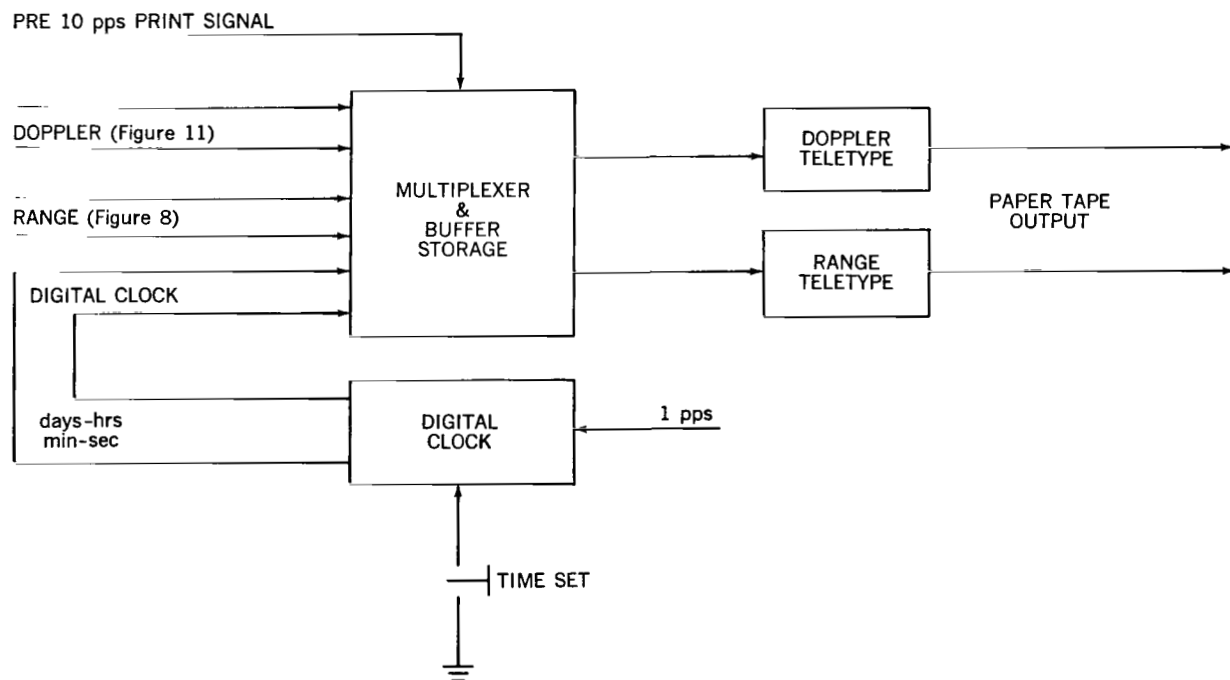 PRE 10 pps PRINT SIGNAL
DOPPLER (Figure 11)
RANGE (Figure 8)
DIGITAL CLOCK
MULTIPLEXER
&
BUFFER
STORAGE
DOPPLER
TELETYPE
PAPER TAPE
OUTPUT
RANGE
TELETYPE
days-hrs
min-sec
DIGITAL
CLOCK
1 pps
TIME SET